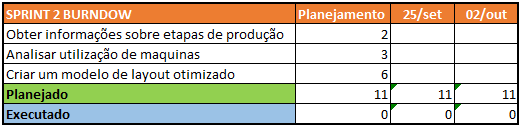 SPRINT 2 BURNDOW Planejamento 25/set 02/out
Obter informações sobre etapas de produção 2
Analisar utilização de maquinas 3
Criar um modelo de layout otimizado 6
Planejado 11 11 11
Executado 0 0 0